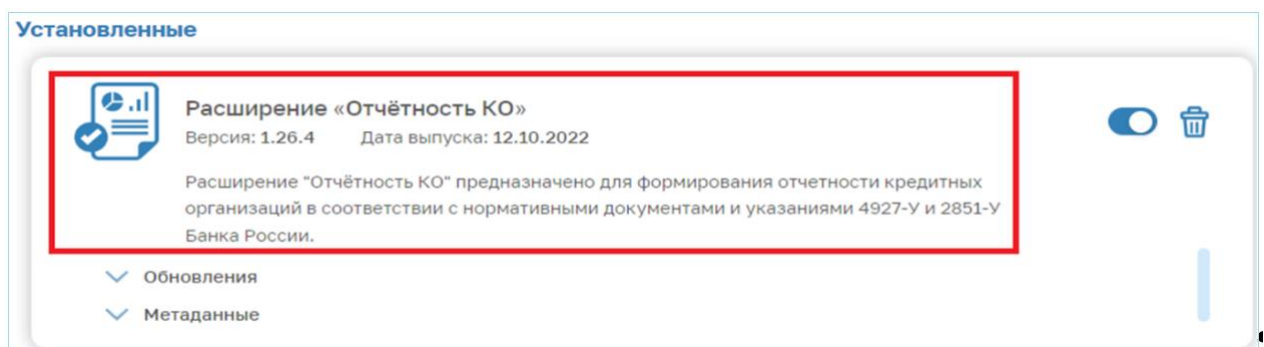 Установленные
Расширение «Отчётность КО»
Версия: 1.26.4 Дата выпуска: 12.10.2022
Расширение "Отчётность КО" предназначено для формирования отчетности кредитных
организаций в соответствии с нормативными документами и указаниями 4927-У и 2851-У
Банка России.
Обновления
Метаданные